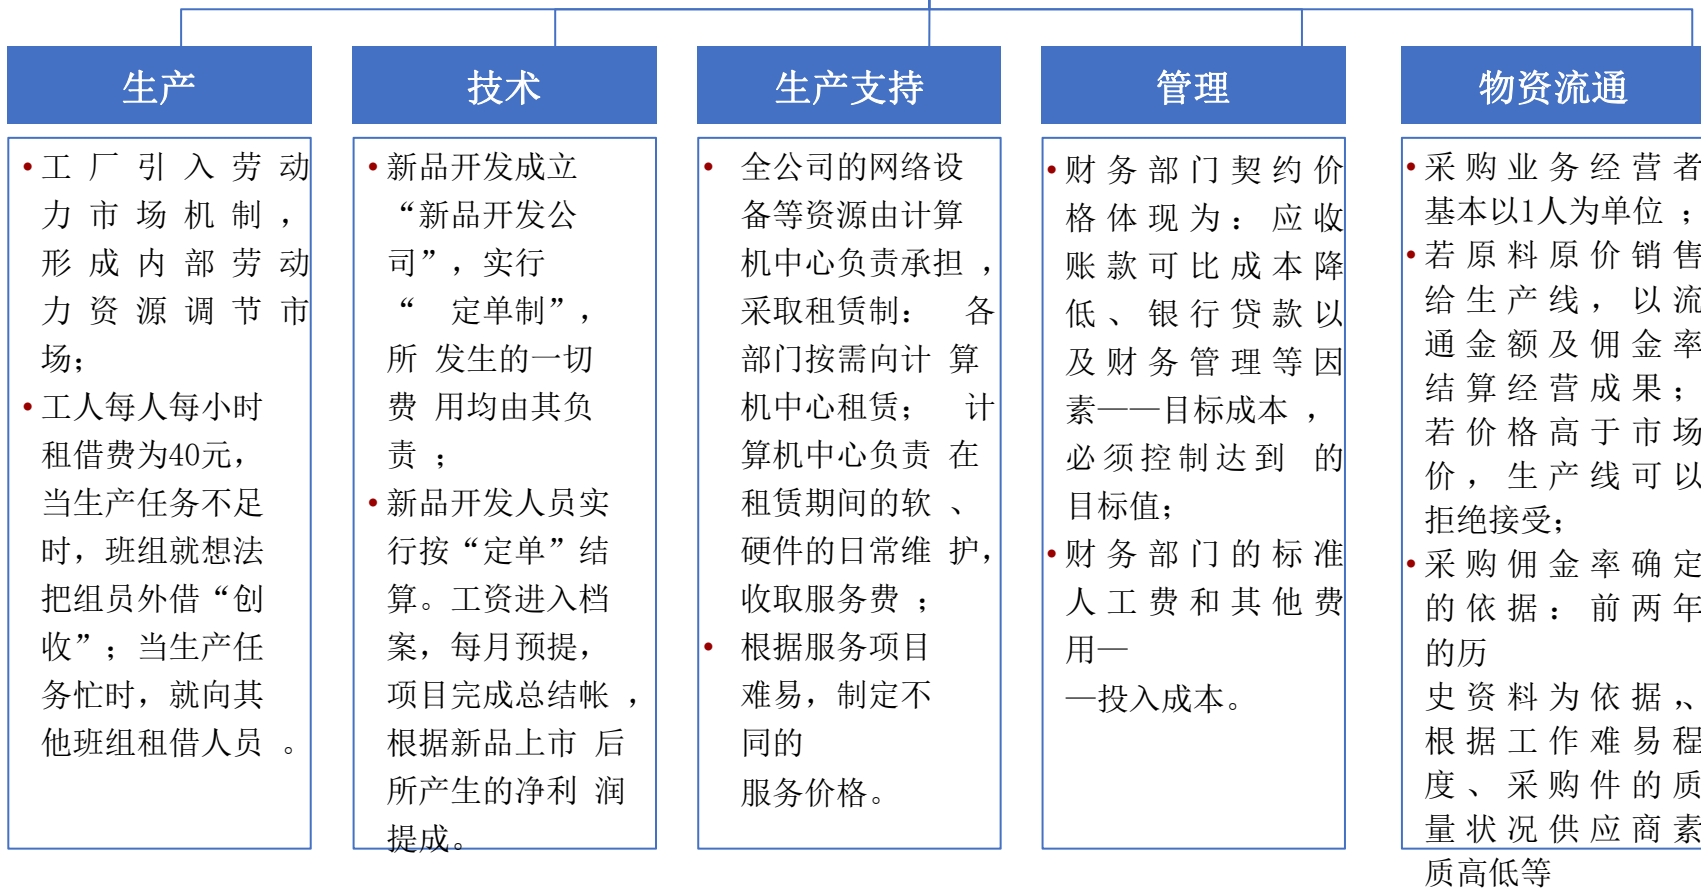 生产
工厂引入劳动
力市场机制，
形成内部劳动
力资源调节市
场；
工人每人每小时
租借费为40元，
当生产任务不足
时，班组就想法
把组员外借“创
收”；当生产任
务忙时，就向其
他班组租借人员 。
技术
新品开发成立
“新品开发公
司”，实行
“ 定单制”，
所 发生的一切
费 用均由其负
责 ；
新品开发人员实
行按“定单”结
算。工资进入档
案，每月预提，
项目完成总结帐 ，
根据新品上市 后
所产生的净利 润
提成。
生产支持
全公司的网络设
备等资源由计算
机中心负责承担 ，
采取租赁制： 各
部门按需向计 算
机中心租赁； 计
算机中心负责 在
租赁期间的软 、
硬件的日常维 护，
收取服务费 ；
根据服务项目
难易，制定不
同的
服务价格。
管理
财务部门契约价
格体现为：应收
账款可比成本降
低、银行贷款以
及财务管理等因
素——目标成本 ，
必须控制达到 的
目标值；
财务部门的标准
人工费和其他费
用—
—投入成本。
物资流通
采购业务经营者
基本以1人为单位 ；
若原料原价销售
给生产线，以流
通金额及佣金率
结算经营成果；
若价格高于市场
价，生产线可以
拒绝接受；
采购佣金率确定
的依据：前两年
的历
史资料为依据，、
根据工作难易程
度、采购件的质
量状况供应商素
质高低等